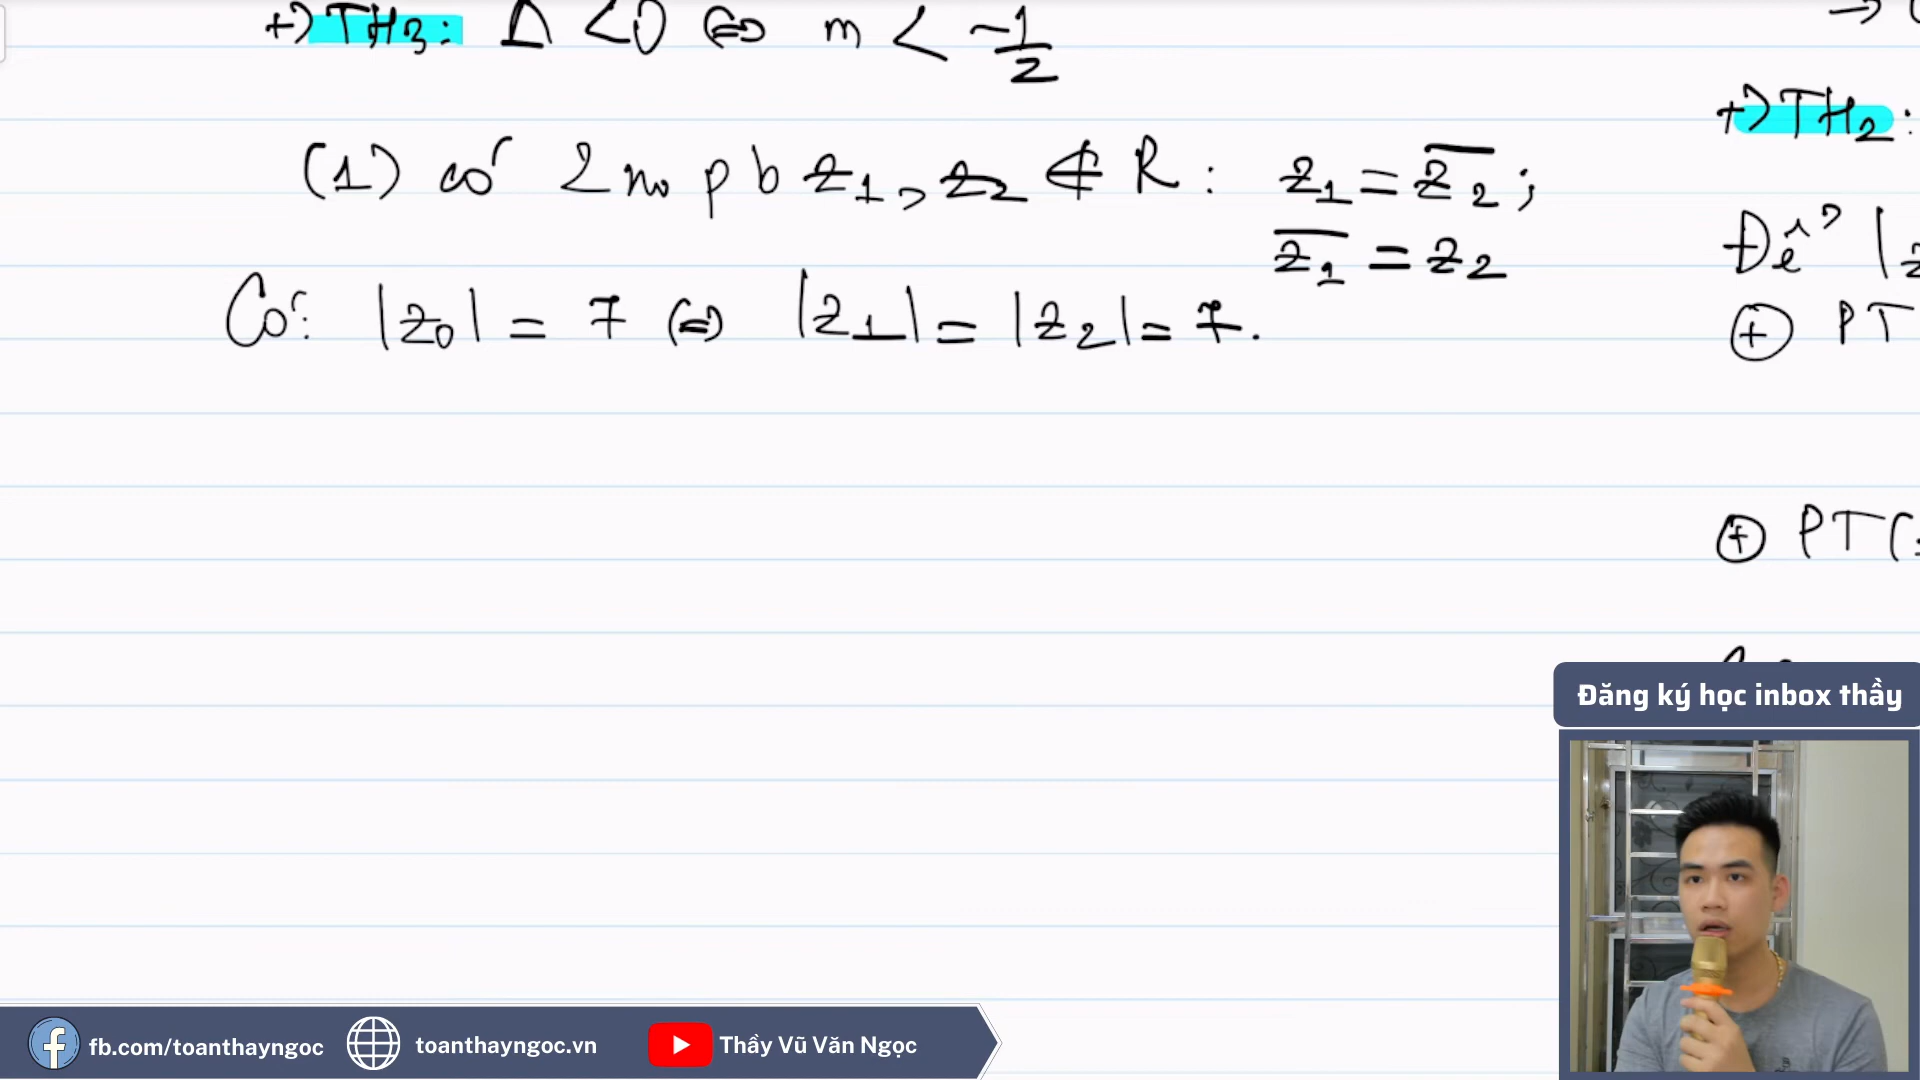 +) TH3: Δ < 0 ⇔ m < -1/2
(1) có 2 no pb z₁, z₂ ∉ R: z₁ = z̅₂;
z̅₁ = z₂
Có: |z₀| = 7 ⇔ |z₁| = |z₂| = 7.
+) TH2:
Để |z
⊕ PT
⊕ PT(
Đăng ký học inbox thầy
fb.com/toanthayngoc
toanthayngoc.vn
Thầy Vũ Văn Ngọc